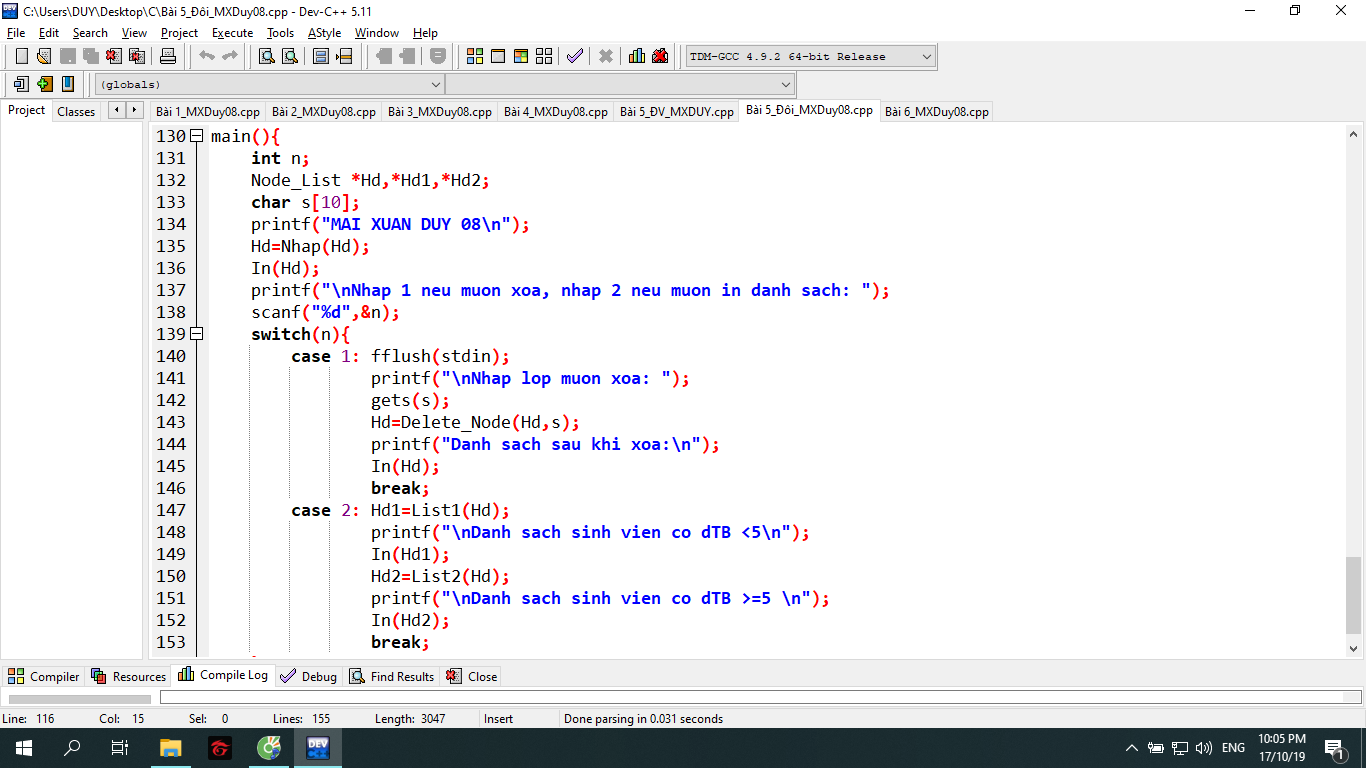 C:\Users\DUY\Desktop\C\Bài 5_Đôi_MXDuy08.cpp - Dev-C++ 5.11
File Edit Search View Project Execute Tools AStyle Window Help
TDM-GCC 4.9.2 64-bit Release
(globals)
Project Classes Bài 1_MXDuy08.cpp Bài 2_MXDuy08.cpp Bài 3_MXDuy08.cpp Bài 4_MXDuy08.cpp Bài 5_ĐV_MXDUY.cpp Bài 5_Đôi_MXDuy08.cpp Bài 6_MXDuy08.cpp
130 main(){
131 int n;
132 Node_List *Hd,*Hd1,*Hd2;
133 char s[10];
134 printf("MAI XUAN DUY 08\n");
135 Hd=Nhap(Hd);
136 In(Hd);
137 printf("\nNhap 1 neu muon xoa, nhap 2 neu muon in danh sach: ");
138 scanf("%d",&n);
139 switch(n){
140 case 1: fflush(stdin);
141 printf("\nNhap lop muon xoa: ");
142 gets(s);
143 Hd=Delete_Node(Hd,s);
144 printf("Danh sach sau khi xoa:\n");
145 In(Hd);
146 break;
147 case 2: Hd1=List1(Hd);
148 printf("\nDanh sach sinh vien co dTB <5\n");
149 In(Hd1);
150 Hd2=List2(Hd);
151 printf("\nDanh sach sinh vien co dTB >=5 \n");
152 In(Hd2);
153 break;
Compiler Resources Compile Log Debug Find Results Close
Line: 116 Col: 15 Sel: 0 Lines: 155 Length: 3047 Insert Done parsing in 0.031 seconds
DEV C++ ENG 10:05 PM
17/10/19 1